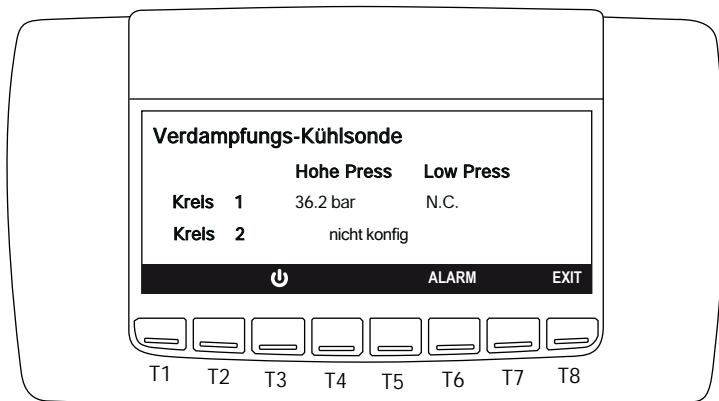 Verdampfungs-Kühlsonde
Hohe Press Low Press
Kreis 1 36.2 bar N.C.
Kreis 2 nicht konfig
ALARM EXIT
T1 T2 T3 T4 T5 T6 T7 T8